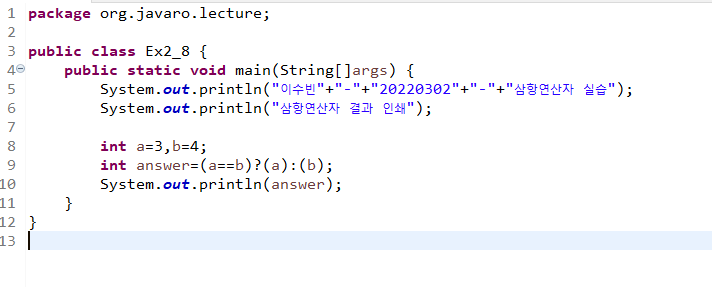 1 package org.javaro.lecture;
2
3 public class Ex2_8 {
4 public static void main(String[]args) {
5 System.out.println("이수빈"+"-"+"20220302"+"-"+"삼항연산자 실습");
6 System.out.println("삼항연산자 결과 인쇄");
7
8 int a=3,b=4;
9 int answer=(a==b)?(a):(b);
10 System.out.println(answer);
11 }
12 }
13